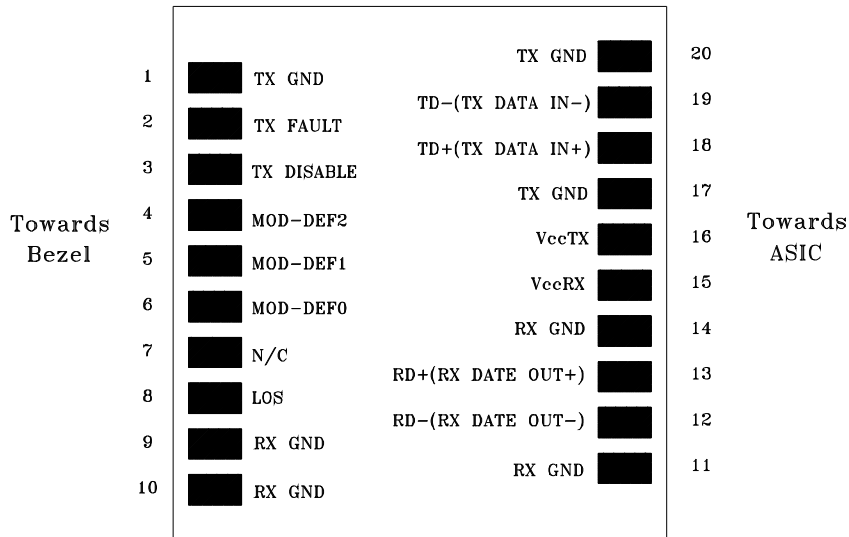 TX GND 20
1 TX GND
TD-(TX DATA IN-) 19
2 TX FAULT
TD+(TX DATA IN+) 18
3 TX DISABLE
TX GND 17
4 MOD-DEF2
Towards
Bezel
VccTX 16
Towards
ASIC
5 MOD-DEF1
VccRX 15
6 MOD-DEF0
RX GND 14
7 N/C
RD+(RX DATE OUT+) 13
8 LOS
RD-(RX DATE OUT-) 12
9 RX GND
RX GND 11
10 RX GND